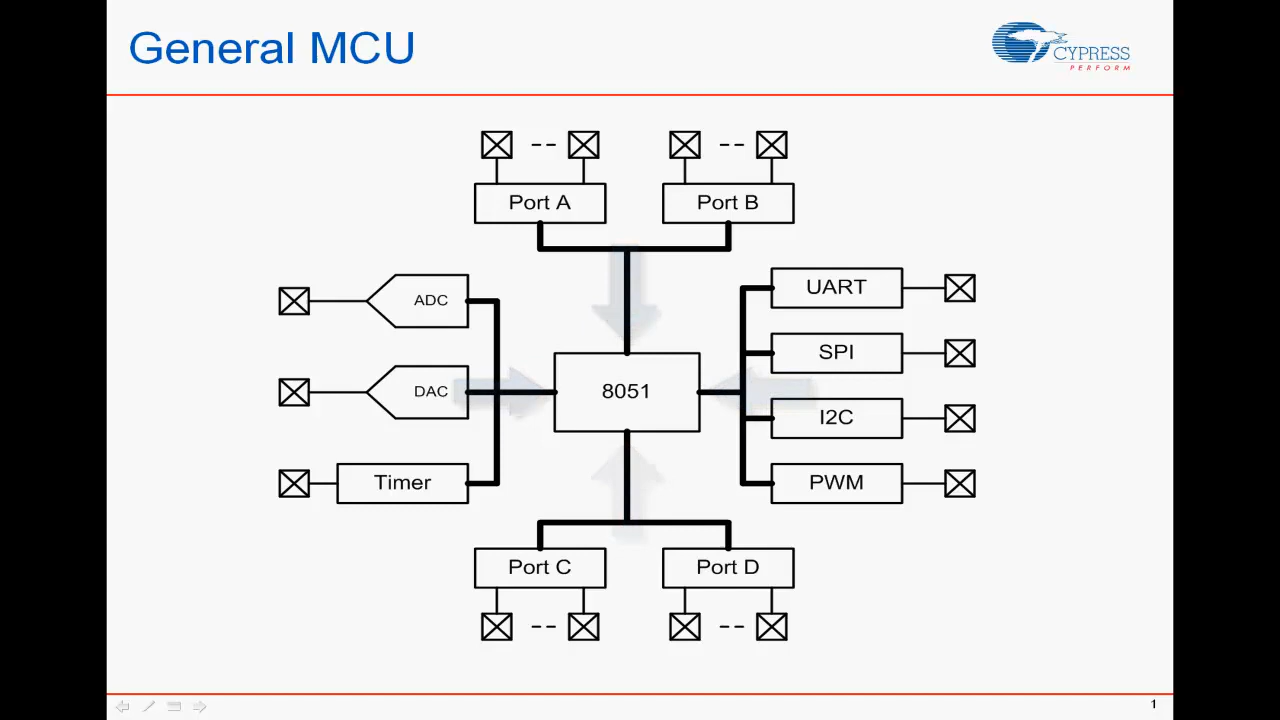 General MCU
CYPRESS
PERFORM
Port A
Port B
ADC
UART
SPI
DAC
8051
I2C
Timer
PWM
Port C
Port D
1